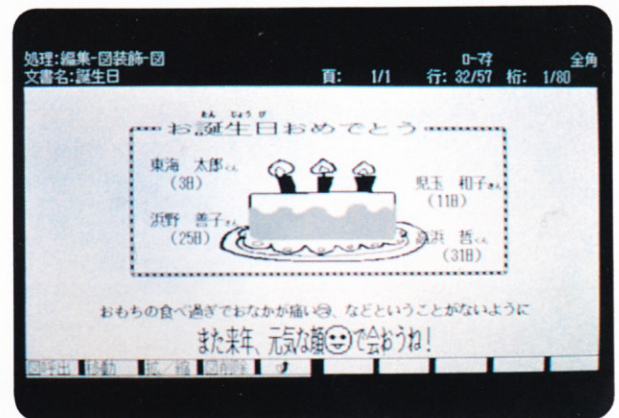 処理:編集-図装飾-図 ローマ字 全角
文書名:誕生日 頁: 1/1 行: 32/57 桁: 1/80
お誕生日おめでとう
東海 太郎くん
(3日)
児玉 和子さん
(11日)
浜野 善子さん
(25日)
哲くん
(31日)
おもちの食べ過ぎでおなかが痛い、などということがないように
また来年、元気な顔で会おうね!
図呼出 移動 拡/縮 図削除